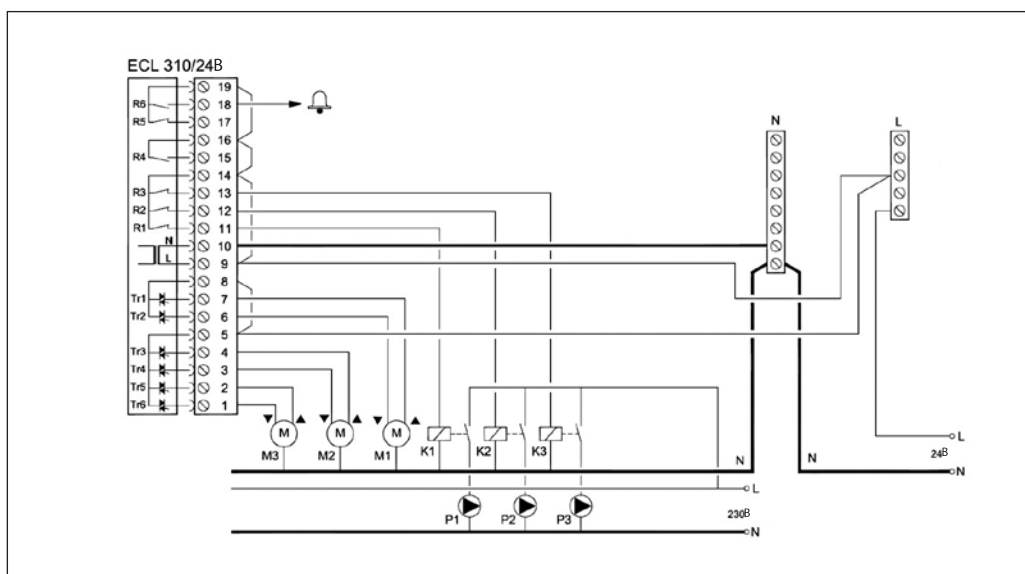 ECL 310/24В
19
R6 18
R5 17
16
R4 15
14
R3 13
R2 12
R1 11
N 10
L 9
8
Tr1 7
Tr2 6
5
Tr3 4
Tr4 3
Tr5 2
Tr6 1
N L
M M M
M3 M2 M1 K1 K2 K3
N N
L
24В
N
L
P1 P2 P3
230В
N